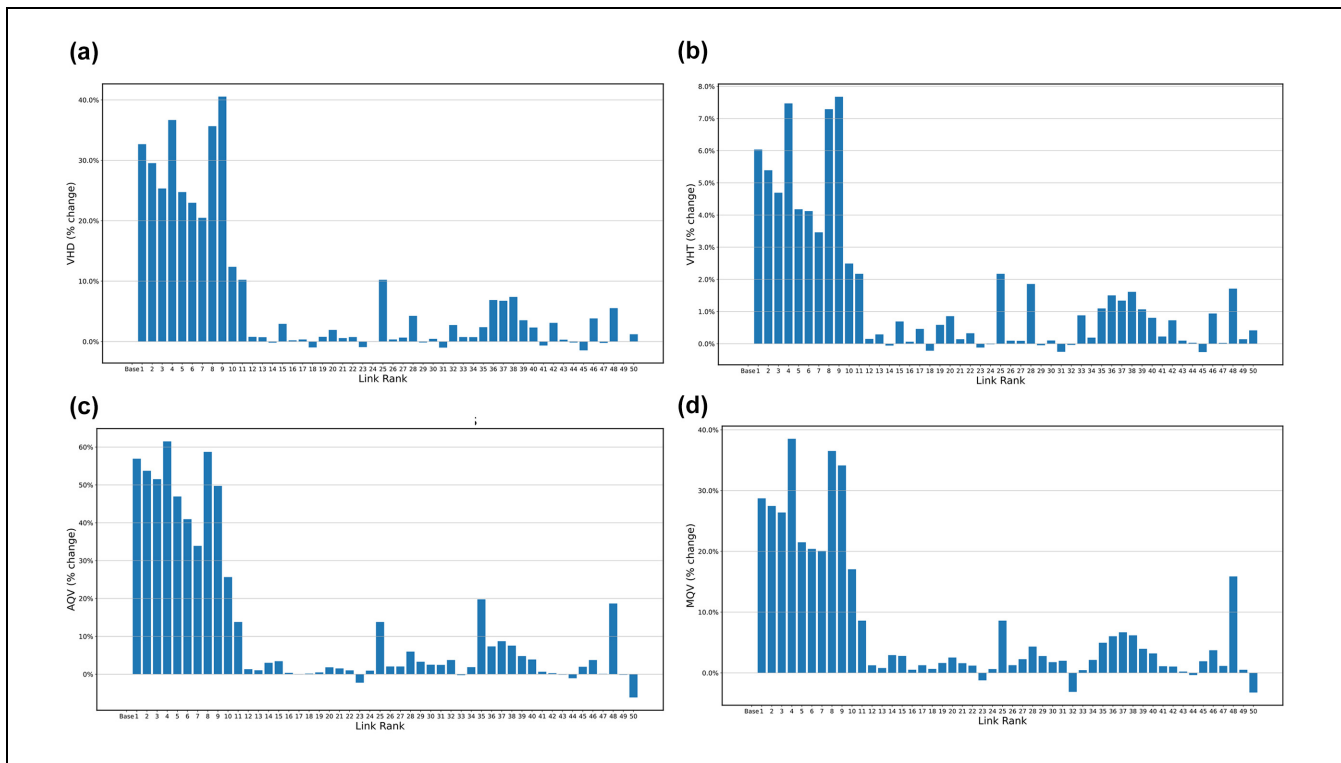 (a)
40.0%
30.0%
20.0%
10.0%
0.0%
VHD (% change)
Base 1 2 3 4 5 6 7 8 9 10 11 12 13 14 15 16 17 18 19 20 21 22 23 24 25 26 27 28 29 30 31 32 33 34 35 36 37 38 39 40 41 42 43 44 45 46 47 48 49 50
Link Rank
(b)
8.0%
7.0%
6.0%
5.0%
4.0%
3.0%
2.0%
1.0%
0.0%
VHT (% change)
Base 1 2 3 4 5 6 7 8 9 10 11 12 13 14 15 16 17 18 19 20 21 22 23 24 25 26 27 28 29 30 31 32 33 34 35 36 37 38 39 40 41 42 43 44 45 46 47 48 49 50
Link Rank
(c)
60%
50%
40%
30%
20%
10%
0%
AQV (% change)
Base 1 2 3 4 5 6 7 8 9 10 11 12 13 14 15 16 17 18 19 20 21 22 23 24 25 26 27 28 29 30 31 32 33 34 35 36 37 38 39 40 41 42 43 44 45 46 47 48 49 50
Link Rank
(d)
40.0%
30.0%
20.0%
10.0%
0.0%
MQV (% change)
Base 1 2 3 4 5 6 7 8 9 10 11 12 13 14 15 16 17 18 19 20 21 22 23 24 25 26 27 28 29 30 31 32 33 34 35 36 37 38 39 40 41 42 43 44 45 46 47 48 49 50
Link Rank